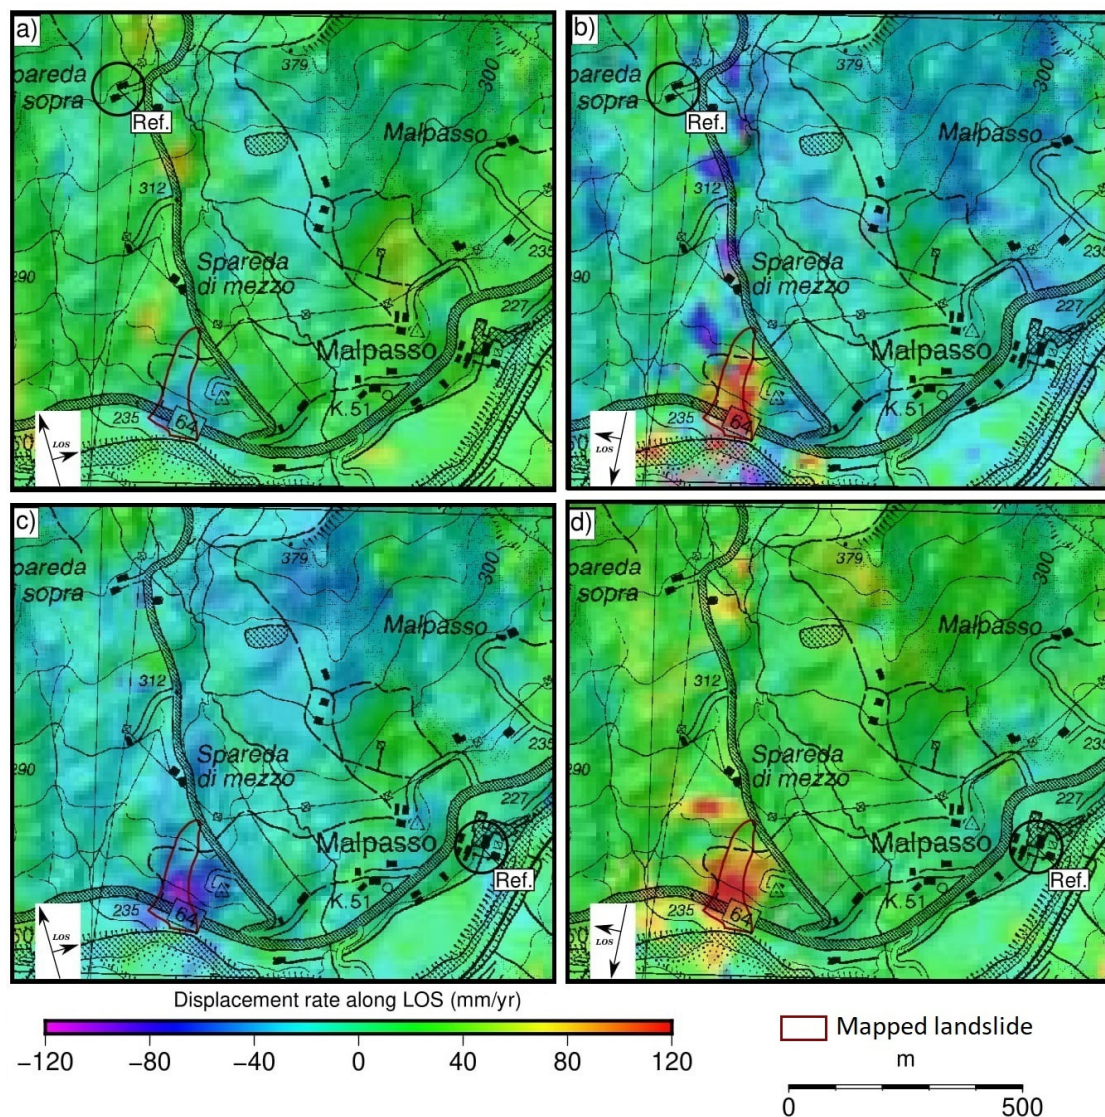 a)
pareda
sopra
Ref.
379
300
Malpasso
312
235
290
Spareda
di mezzo
227
Malpasso
K.51
235
64
LOS
b)
pareda
sopra
Ref.
379
300
Malpasso
312
235
290
Spareda
di mezzo
227
Malpasso
K.51
235
64
LOS
c)
pareda
sopra
379
300
Malpasso
312
235
290
Spareda
di mezzo
227
Malpasso
Ref.
K.51
235
64
LOS
d)
pareda
sopra
379
300
Malpasso
312
235
290
Spareda
di mezzo
227
Malpasso
Ref.
K.51
235
64
LOS
Displacement rate along LOS (mm/yr)
−120 −80 −40 0 40 80 120
Mapped landslide
m
0 500